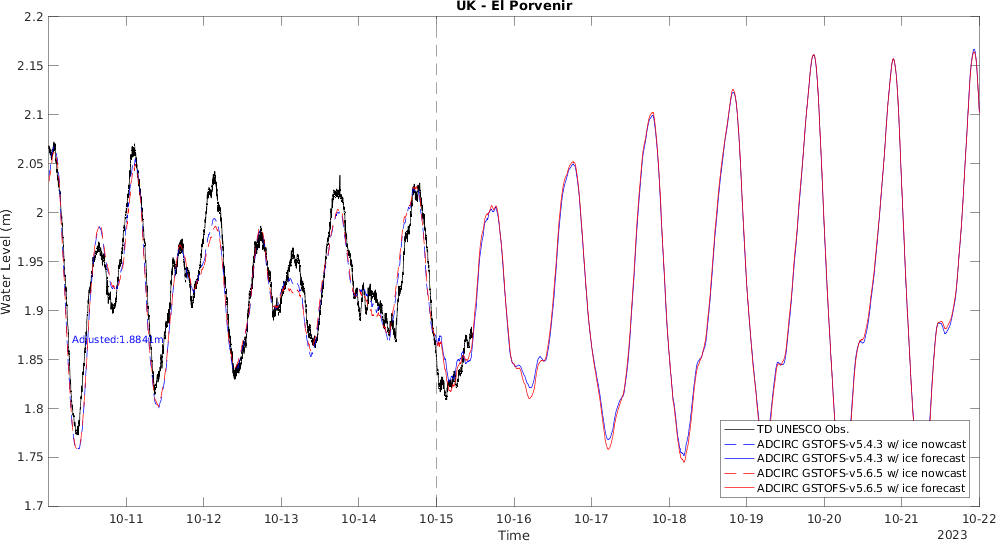 UK - El Porvenir
2.2
2.15
2.1
2.05
2
1.95
1.9
1.85
1.8
1.75
1.7
Water Level (m)
Adjusted:1.8841m
TD UNESCO Obs.
ADCIRC GSTOFS-v5.4.3 w/ ice nowcast
ADCIRC GSTOFS-v5.4.3 w/ ice forecast
ADCIRC GSTOFS-v5.6.5 w/ ice nowcast
ADCIRC GSTOFS-v5.6.5 w/ ice forecast
10-11 10-12 10-13 10-14 10-15 10-16 10-17 10-18 10-19 10-20 10-21 10-22
Time
2023